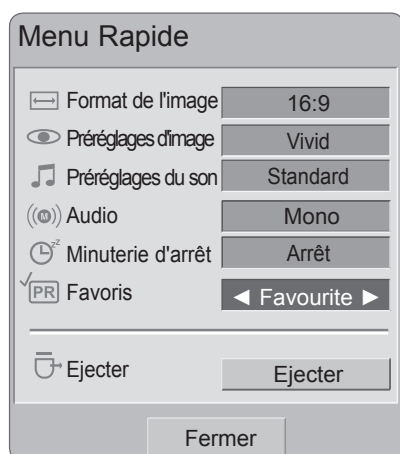 Menu Rapide
Format de l'image 16:9
Préréglages d'image Vivid
Préréglages du son Standard
Audio Mono
Minuterie d'arrêt Arrêt
PR Favoris ◄ Favourite ►
Ejecter Ejecter
Fermer